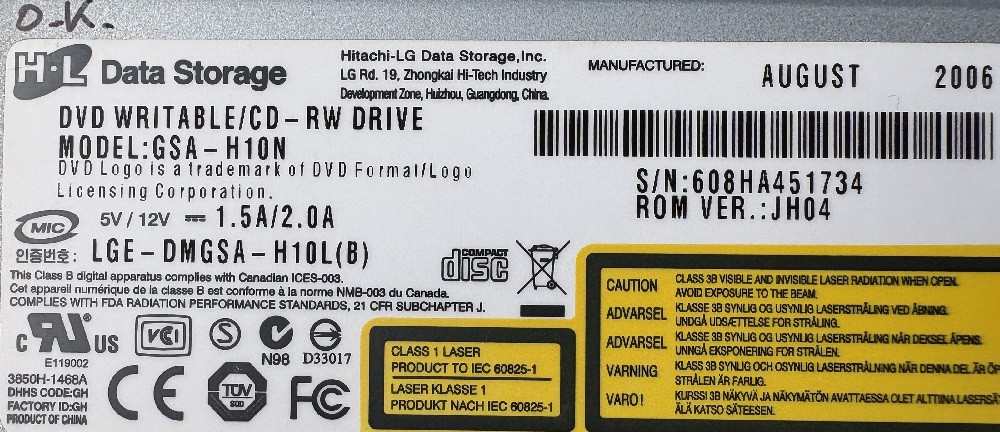 O.K.
H·L Data Storage
Hitachi-LG Data Storage,Inc.
LG Rd. 19, Zhongkai Hi-Tech Industry
Development Zone, Huizhou, Guangdong, China.
MANUFACTURED: AUGUST 2006
DVD WRITABLE/CD-RW DRIVE
MODEL:GSA-H10N
DVD Logo is a trademark of DVD Format/Logo
Licensing Corporation.
S/N:608HA451734
ROM VER.:JH04
MIC 5V / 12V ⎓ 1.5A/2.0A
인증번호: LGE-DMGSA-H10L(B)
COMPACT
disc
This Class B digital apparatus complies with Canadian ICES-003.
Cet appareil numérique de la classe B est conforme à la norme NMB-003 du Canada.
COMPLIES WITH FDA RADIATION PERFORMANCE STANDARDS, 21 CFR SUBCHAPTER J.
c RU US
E119002
VCI
S
N98
D33017
3850H-1468A
DHHS CODE:GH
FACTORY ID:GH
PRODUCT OF CHINA
CE
TÜV
FC
CLASS 1 LASER
PRODUCT TO IEC 60825-1
LASER KLASSE 1
PRODUKT NACH IEC 60825-1
CAUTION CLASS 3B VISIBLE AND INVISIBLE LASER RADIATION WHEN OPEN.
AVOID EXPOSURE TO THE BEAM.
ADVARSEL KLASSE 3B SYNLIG OG USYNLIG LASERSTRÅLING VED ÅBNING.
UNDGÅ UDSÆTTELSE FOR STRÅLING.
ADVARSEL KLASSE 3B SYNLIG OG USYNLIG LASERSTRÅLING NÅR DEKSEL ÅPENS.
UNNGÅ EKSPONERING FOR STRÅLEN.
VARNING KLASS 3B SYNLIG OCH OSYNLIG LASERSTRÅLNING NÄR DENNA DEL ÄR ÖP
STRÅLEN ÄR FARLIG.
VARO! KURSSI 3B NÄKYVÄ JA NÄKYMÄTÖN AVATTAESSA OLET ALTTIINA LASERSÄ
ÄLÄ KATSO SÄTEESEN.